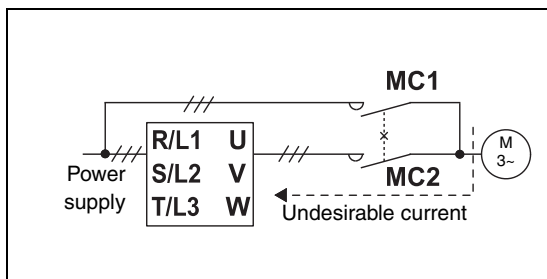 MC1
R/L1 U
S/L2 V
T/L3 W
Power
supply
MC2
M
3~
Undesirable current